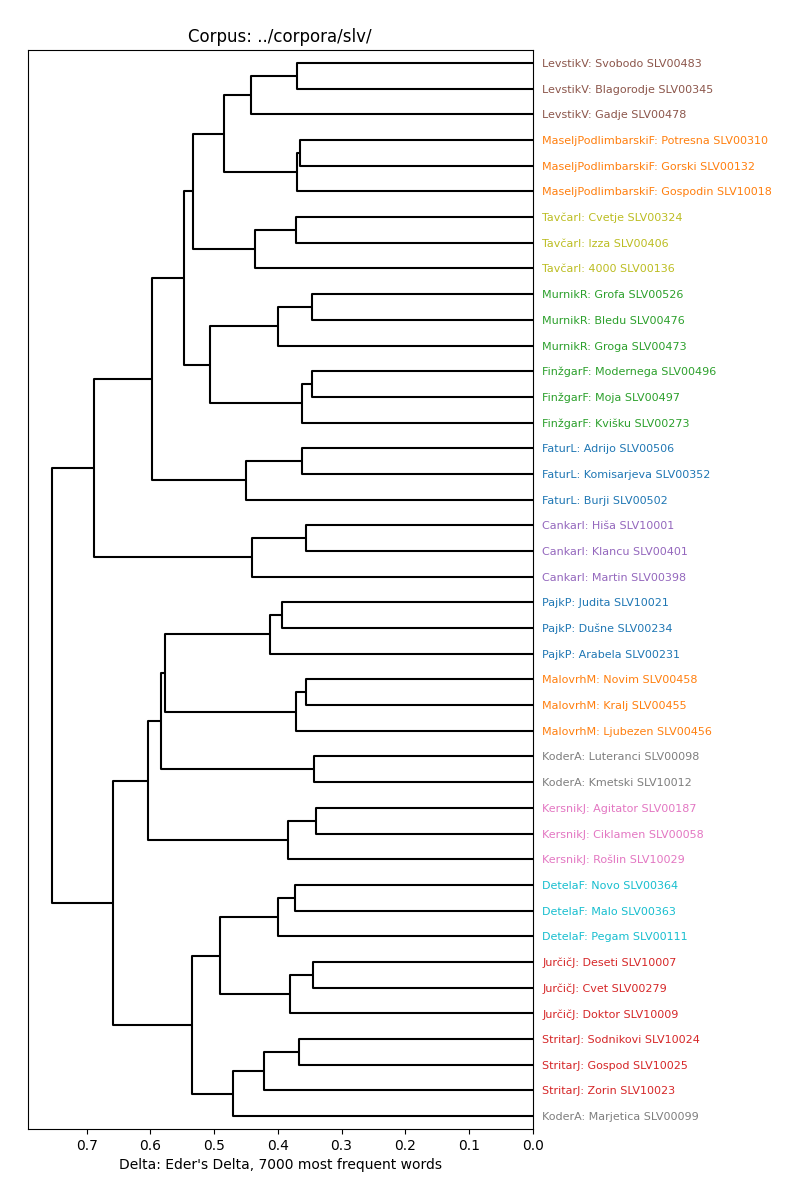 Corpus: ../corpora/slv/
LevstikV: Svobodo SLV00483
LevstikV: Blagorodje SLV00345
LevstikV: Gadje SLV00478
MaseljPodlimbarskiF: Potresna SLV00310
MaseljPodlimbarskiF: Gorski SLV00132
MaseljPodlimbarskiF: Gospodin SLV10018
TavčarI: Cvetje SLV00324
TavčarI: Izza SLV00406
TavčarI: 4000 SLV00136
MurnikR: Grofa SLV00526
MurnikR: Bledu SLV00476
MurnikR: Groga SLV00473
FinžgarF: Modernega SLV00496
FinžgarF: Moja SLV00497
FinžgarF: Kvišku SLV00273
FaturL: Adrijo SLV00506
FaturL: Komisarjeva SLV00352
FaturL: Burji SLV00502
CankarI: Hiša SLV10001
CankarI: Klancu SLV00401
CankarI: Martin SLV00398
PajkP: Judita SLV10021
PajkP: Dušne SLV00234
PajkP: Arabela SLV00231
MalovrhM: Novim SLV00458
MalovrhM: Kralj SLV00455
MalovrhM: Ljubezen SLV00456
KoderA: Luteranci SLV00098
KoderA: Kmetski SLV10012
KersnikJ: Agitator SLV00187
KersnikJ: Ciklamen SLV00058
KersnikJ: Rošlin SLV10029
DetelaF: Novo SLV00364
DetelaF: Malo SLV00363
DetelaF: Pegam SLV00111
JurčičJ: Deseti SLV10007
JurčičJ: Cvet SLV00279
JurčičJ: Doktor SLV10009
StritarJ: Sodnikovi SLV10024
StritarJ: Gospod SLV10025
StritarJ: Zorin SLV10023
KoderA: Marjetica SLV00099
0.7 0.6 0.5 0.4 0.3 0.2 0.1 0.0
Delta: Eder's Delta, 7000 most frequent words